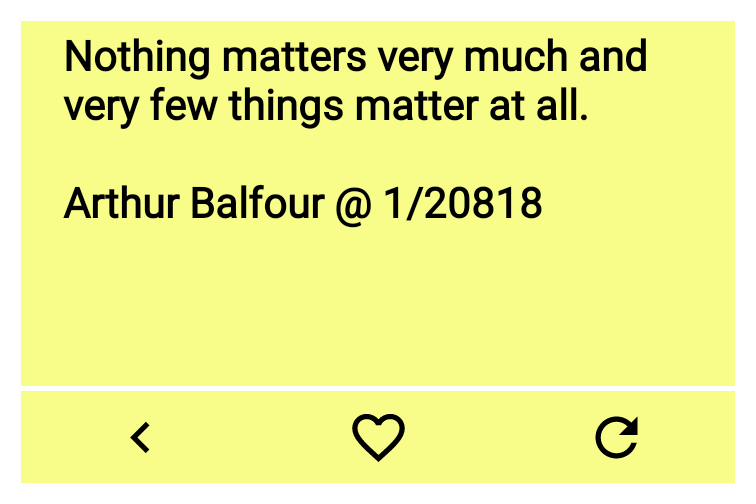 Nothing matters very much and
very few things matter at all.
Arthur Balfour @ 1/20818